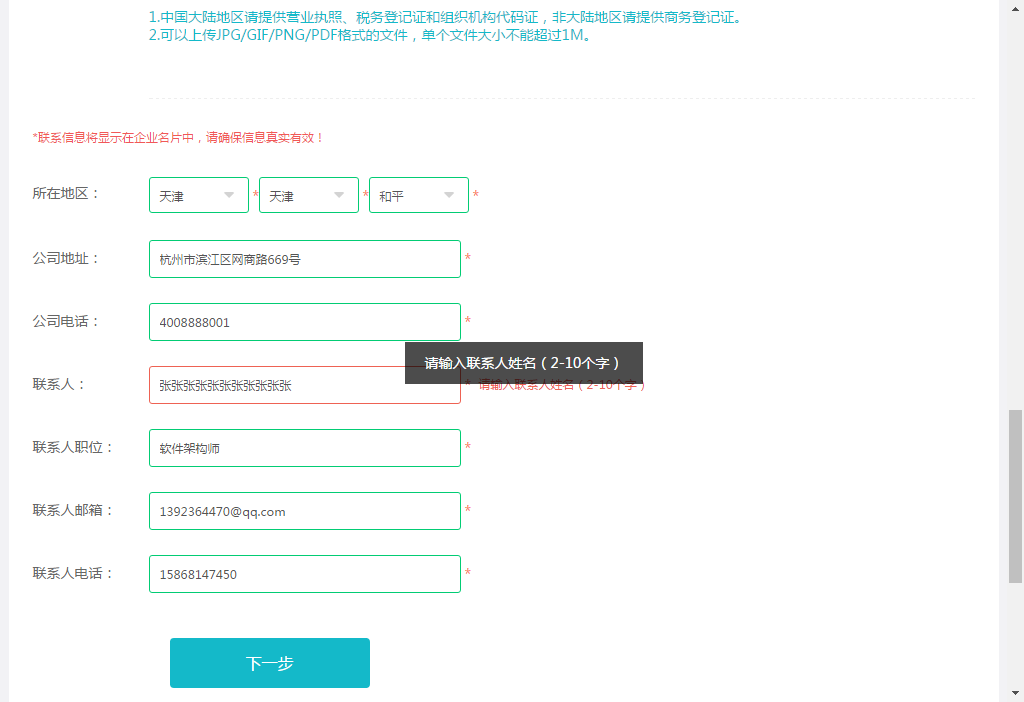 1.中国大陆地区请提供营业执照、税务登记证和组织机构代码证，非大陆地区请提供商务登记证。
2.可以上传JPG/GIF/PNG/PDF格式的文件，单个文件大小不能超过1M。
*联系信息将显示在企业名片中，请确保信息真实有效！
所在地区： 天津 * 天津 * 和平 *
公司地址： 杭州市滨江区网商路669号 *
公司电话： 4008888001 *
请输入联系人姓名（2-10个字）
联系人： 张张张张张张张张张张张 * 请输入联系人姓名（2-10个字）
联系人职位： 软件架构师 *
联系人邮箱： 1392364470@qq.com *
联系人电话： 15868147450 *
下一步